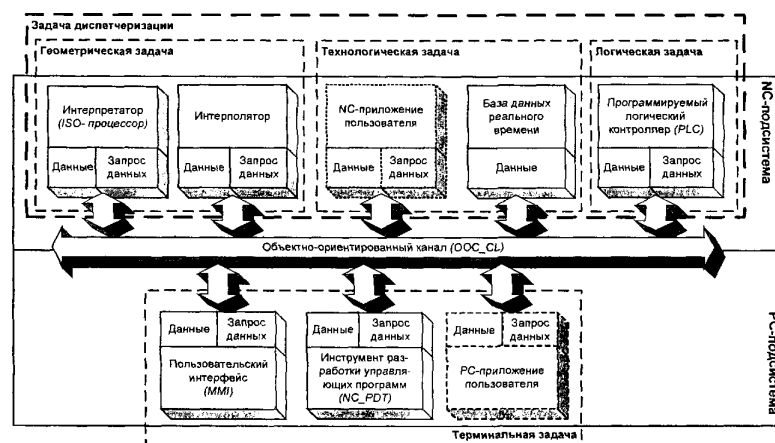 Задача диспетчеризации
Геометрическая задача
Технологическая задача
Логическая задача
Интерпретатор
(ISO- процессор)
Данные
Запрос
данных
Интерполятор
Данные
Запрос
данных
NC-приложение
пользователя
Данные
Запрос
данных
База данных
реального
времени
Данные
Программируемый
логический
контроллер (PLC)
Данные
Запрос
данных
NC-подсистема
Объектно-ориентированный канал (OOC_CL)
Данные
Запрос
данных
Пользовательский
интерфейс
(MMI)
Данные
Запрос
данных
Инструмент раз-
работки управля-
ющих программ
(NC_PDT)
Данные
Запрос
данных
PC-приложение
пользователя
PC-подсистема
Терминальная задача